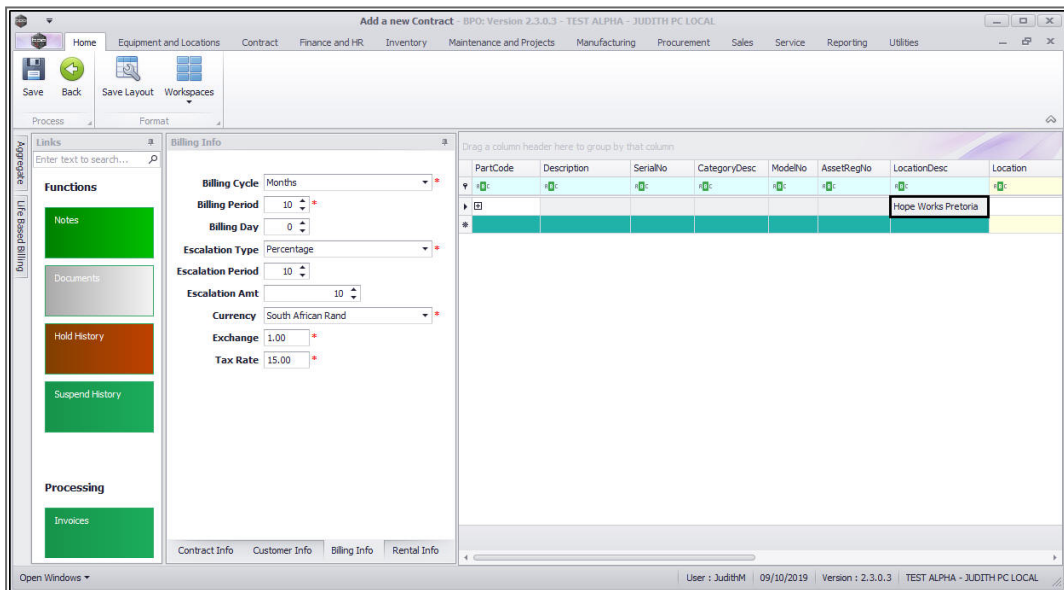 Add a new Contract - BPO: Version 2.3.0.3 - TEST ALPHA - JUDITH PC LOCAL
Home Equipment and Locations Contract Finance and HR Inventory Maintenance and Projects Manufacturing Procurement Sales Service Reporting Utilities
Save Back Save Layout Workspaces
Process Format
Aggregate
Life Based Billing
Links
Enter text to search...
Functions
Notes
Documents
Hold History
Suspend History
Processing
Invoices
Billing Info
Billing Cycle Months *
Billing Period 10 *
Billing Day 0
Escalation Type Percentage *
Escalation Period 10
Escalation Amt 10
Currency South African Rand *
Exchange 1.00 *
Tax Rate 15.00 *
Contract Info Customer Info Billing Info Rental Info
Drag a column header here to group by that column
PartCode Description SerialNo CategoryDesc ModelNo AssetRegNo LocationDesc Location
Hope Works Pretoria
Open Windows
User : JudithM 09/10/2019 Version : 2.3.0.3 TEST ALPHA - JUDITH PC LOCAL